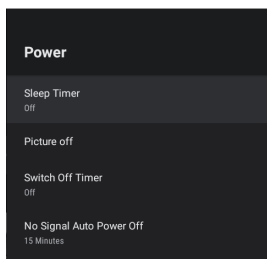 Power
Sleep Timer
Off
Picture off
Switch Off Timer
Off
No Signal Auto Power Off
15 Minutes